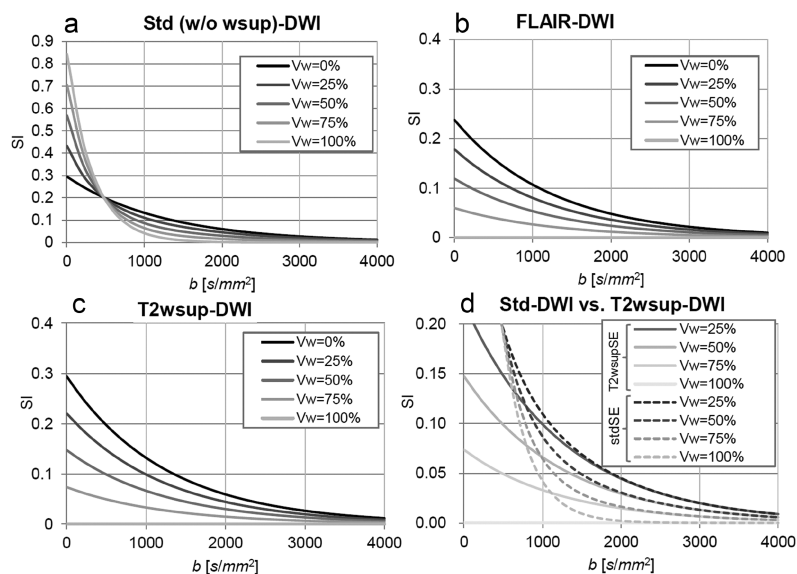 a
Std (w/o wsup)-DWI
SI
0.9
0.8
0.7
0.6
0.5
0.4
0.3
0.2
0.1
0
0 1000 2000 3000 4000
b [s/mm²]
Vw=0%
Vw=25%
Vw=50%
Vw=75%
Vw=100%
b
FLAIR-DWI
SI
0.4
0.3
0.2
0.1
0
0 1000 2000 3000 4000
b [s/mm²]
Vw=0%
Vw=25%
Vw=50%
Vw=75%
Vw=100%
c
T2wsup-DWI
SI
0.4
0.3
0.2
0.1
0
0 1000 2000 3000 4000
b [s/mm²]
Vw=0%
Vw=25%
Vw=50%
Vw=75%
Vw=100%
d
Std-DWI vs. T2wsup-DWI
SI
0.20
0.15
0.10
0.05
0.00
0 1000 2000 3000 4000
b [s/mm²]
T2wsupSE
Vw=25%
Vw=50%
Vw=75%
Vw=100%
stdSE
Vw=25%
Vw=50%
Vw=75%
Vw=100%